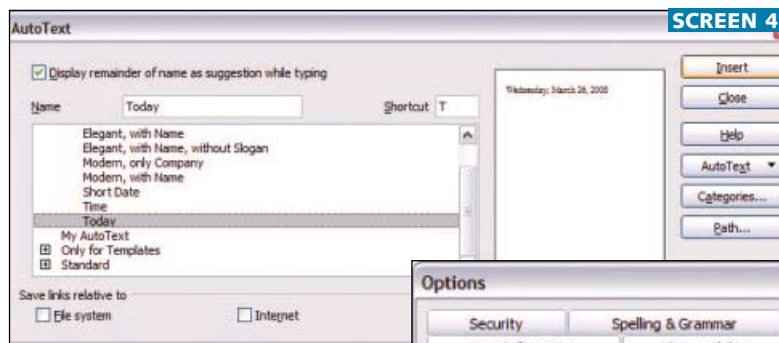 SCREEN 4
AutoText
Display remainder of name as suggestion while typing
Name Today Shortcut T
Elegant, with Name
Elegant, with Name, without Slogan
Modern, only Company
Modern, with Name
Short Date
Time
Today
My AutoText
Only for Templates
Standard
Save links relative to
File system Internet
Wednesday, March 26, 2008
Insert
Close
Help
AutoText
Categories...
Path...
Options
Security Spelling & Grammar